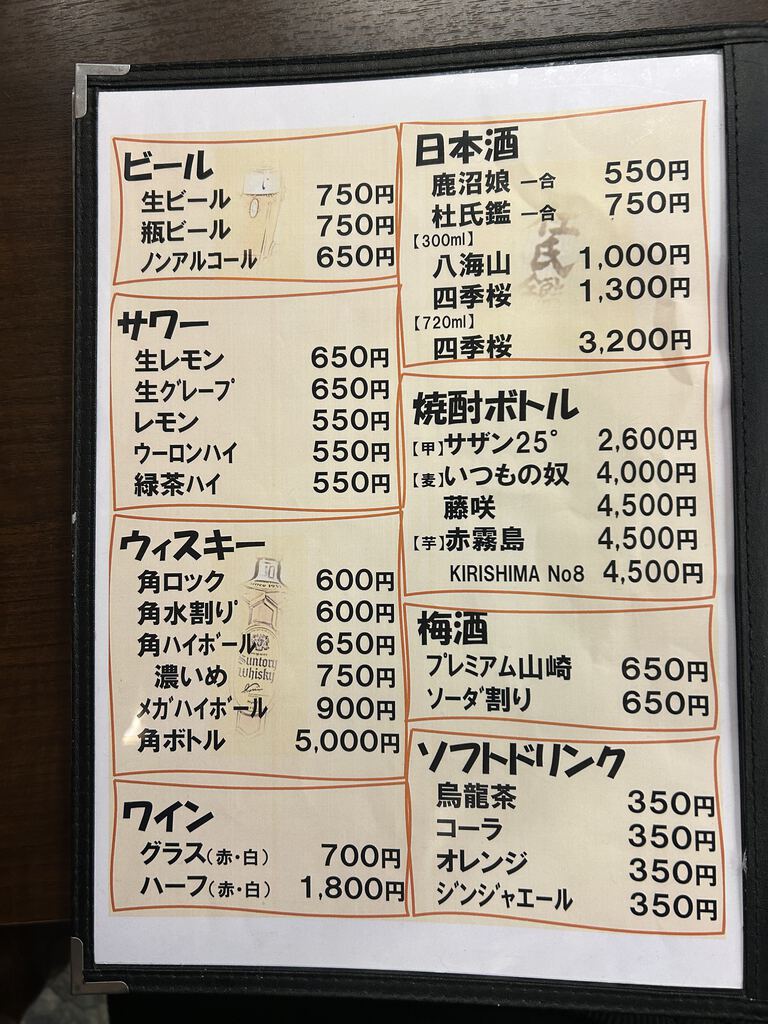 ビール
生ビール 750円
瓶ビール 750円
ノンアルコール 650円
サワー
生レモン 650円
生グレープ 650円
レモン 550円
ウーロンハイ 550円
緑茶ハイ 550円
ウィスキー
角ロック 600円
角水割り 600円
角ハイボール 650円
濃いめ 750円
メガハイボール 900円
角ボトル 5,000円
Suntory
Whisky
ワイン
グラス(赤・白) 700円
ハーフ(赤・白) 1,800円
日本酒
鹿沼娘 一合 550円
杜氏鑑 一合 750円
【300ml】
八海山 1,000円
四季桜 1,300円
【720ml】
四季桜 3,200円
焼酎ボトル
【甲】サザン25° 2,600円
【麦】いつもの奴 4,000円
藤咲 4,500円
【芋】赤霧島 4,500円
KIRISHIMA No8 4,500円
梅酒
プレミアム山崎 650円
ソーダ割り 650円
ソフトドリンク
烏龍茶 350円
コーラ 350円
オレンジ 350円
ジンジャエール 350円